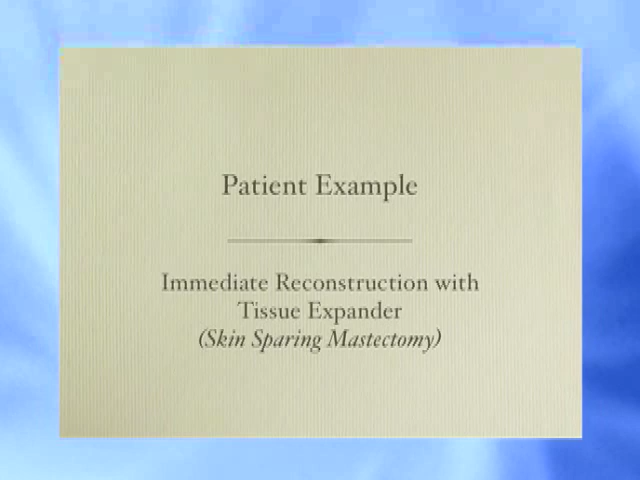 Patient Example
Immediate Reconstruction with
Tissue Expander
(Skin Sparing Mastectomy)